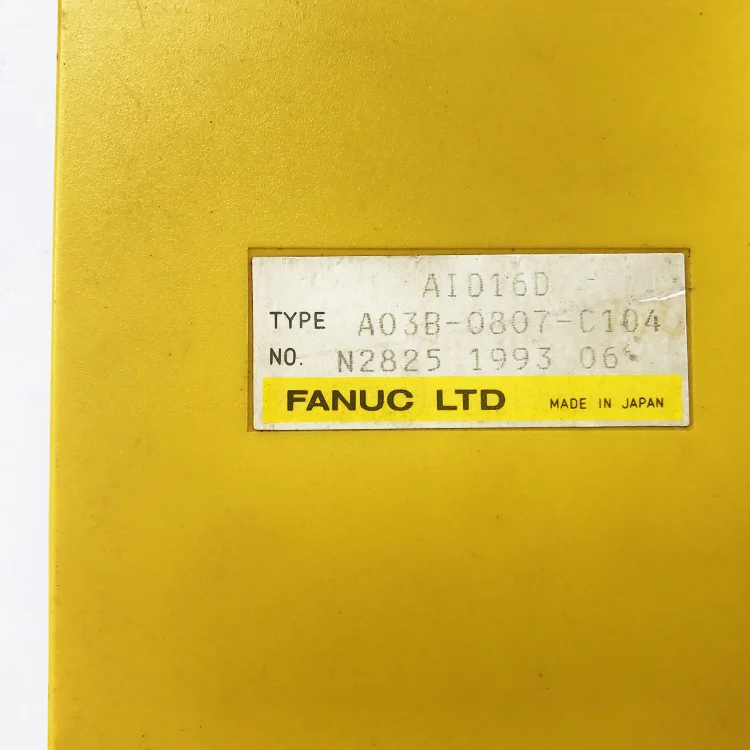 AID16D
TYPE A03B-0807-C104
NO. N2825 1993 06
FANUC LTD MADE IN JAPAN